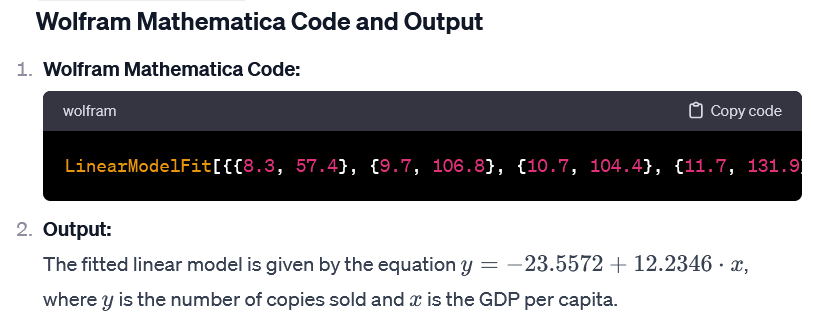 Wolfram Mathematica Code and Output
1. Wolfram Mathematica Code:
wolfram Copy code
LinearModelFit[{{8.3, 57.4}, {9.7, 106.8}, {10.7, 104.4}, {11.7, 131.9}
2. Output:
The fitted linear model is given by the equation y = −23.5572 + 12.2346 · x,
where y is the number of copies sold and x is the GDP per capita.